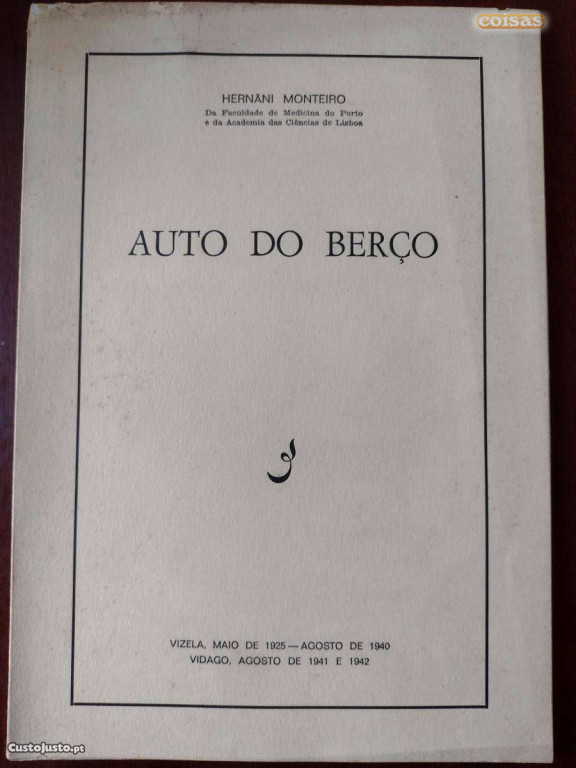 coisas
HERNÂNI MONTEIRO
Da Faculdade de Medicina do Porto
e da Academia das Ciências de Lisboa
AUTO DO BERÇO
VIZELA, MAIO DE 1925 — AGOSTO DE 1940
VIDAGO, AGOSTO DE 1941 E 1942
CustoJusto.pt